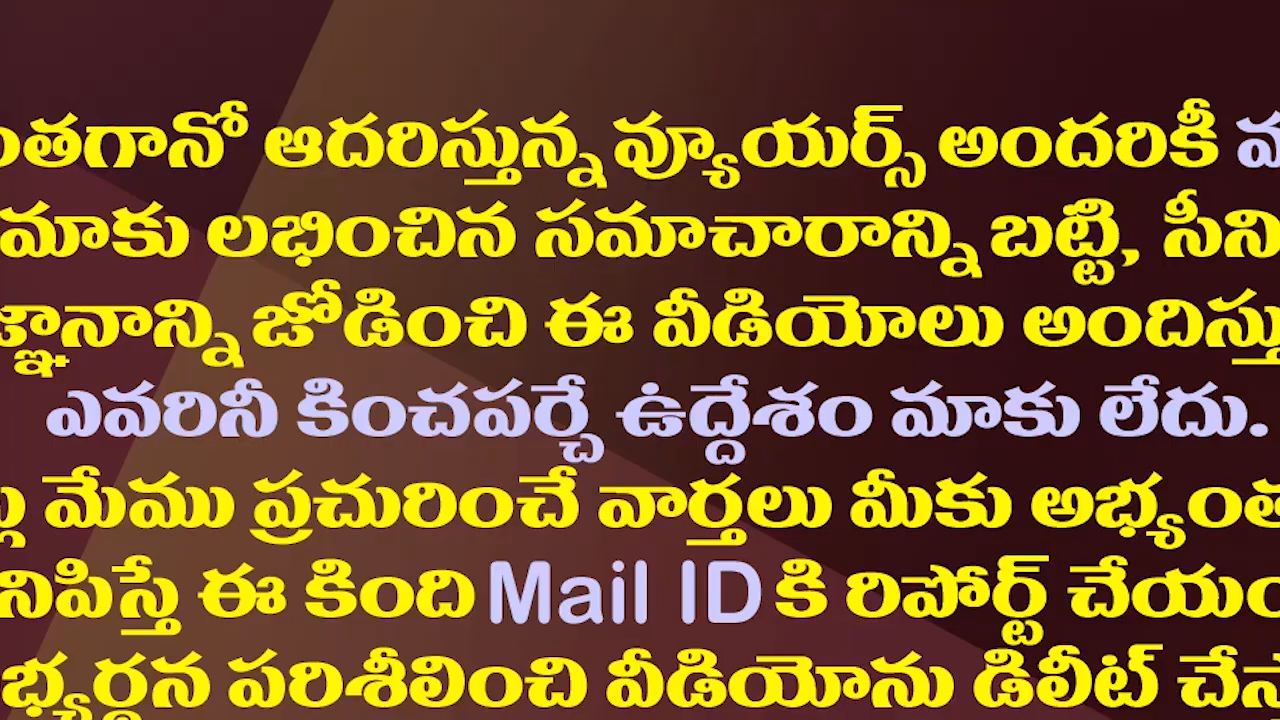 ఆదరిస్తున్న వ్యూయర్స్ అందరికీ
మాకు లభించిన సమాచారాన్ని బట్టి,
జోడించి ఈ వీడియోలు
ఎవరినీ కించపర్చే ఉద్దేశం మాకు లేదు.
మేము ప్రచురించే వార్తలు మీకు
ఈ కింది Mail ID కి రిపోర్ట్
పరిశీలించి వీడియోను డిలీట్